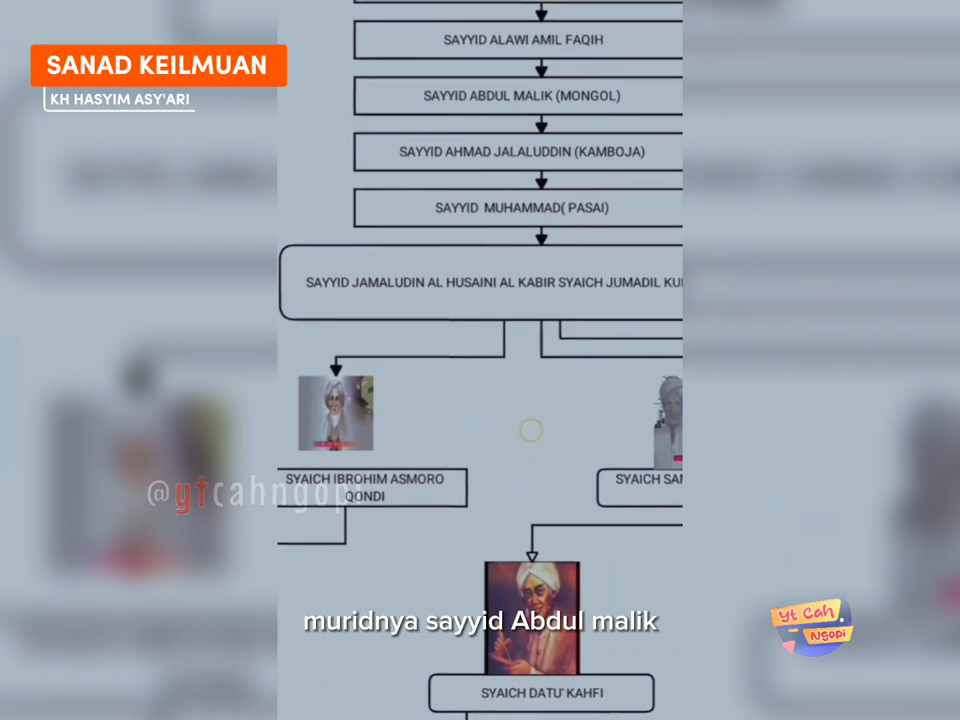 SANAD KEILMUAN
KH HASYIM ASY'ARI
SAYYID ALAWI AMIL FAQIH
SAYYID ABDUL MALIK (MONGOL)
SAYYID AHMAD JALALUDDIN (KAMBOJA)
SAYYID MUHAMMAD( PASAI)
SAYYID JAMALUDIN AL HUSAINI AL KABIR SYAICH JUMADIL
SYAICH IBROHIM ASMORO
QONDI
SYAICH
@ytcahngopi
muridnya sayyid Abdul malik
Yt Cah
Ngopi
SYAICH DATU' KAHFI